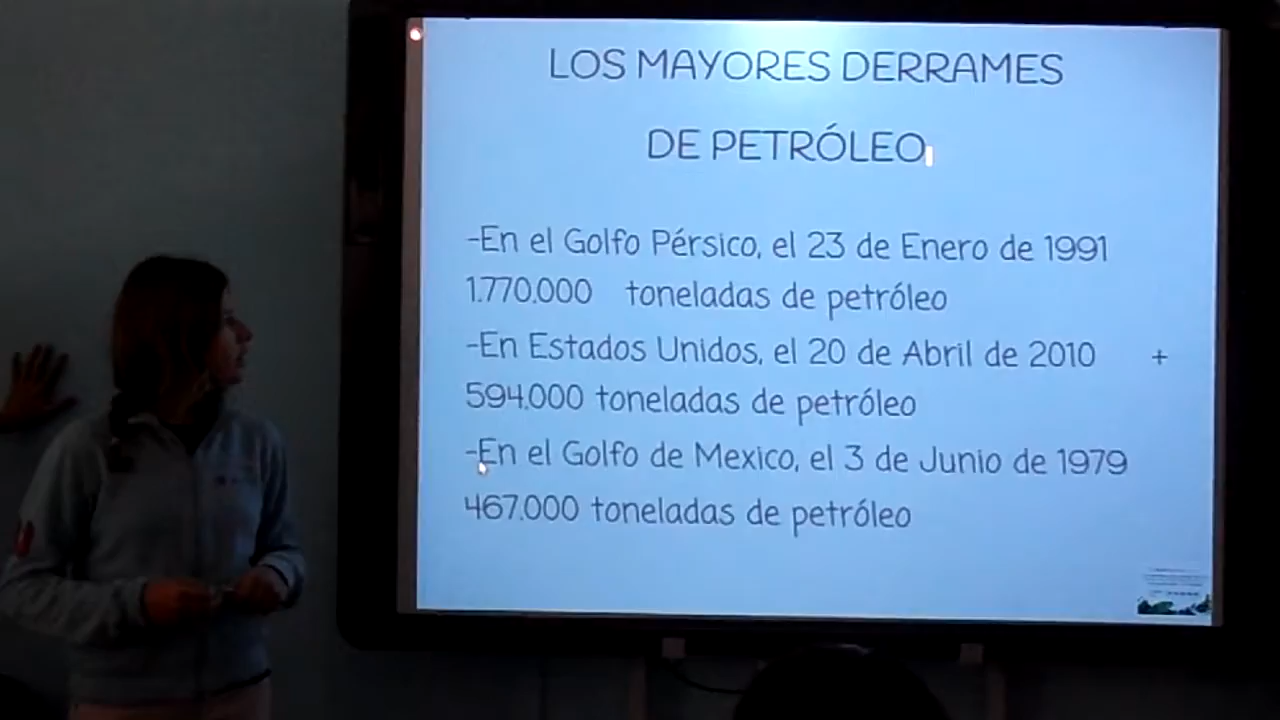 LOS MAYORES DERRAMES
DE PETRÓLEO
-En el Golfo Pérsico, el 23 de Enero de 1991
1.770.000 toneladas de petróleo
-En Estados Unidos, el 20 de Abril de 2010 +
594.000 toneladas de petróleo
-En el Golfo de Mexico, el 3 de Junio de 1979
467.000 toneladas de petróleo